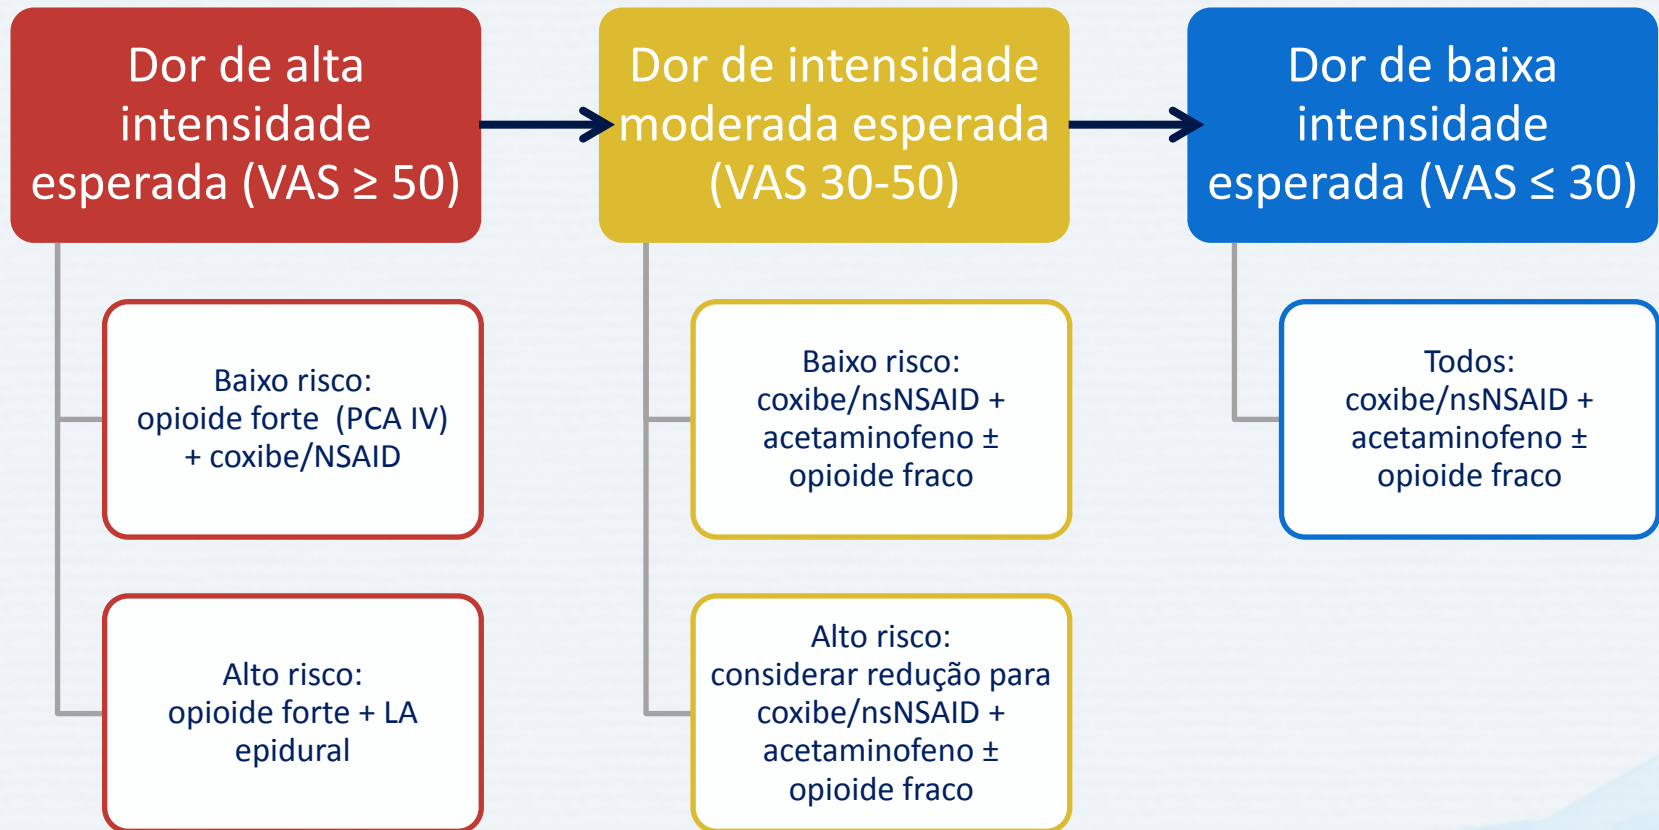 Dor de alta
intensidade
esperada (VAS ≥ 50)
Baixo risco:
opioide forte (PCA IV)
+ coxibe/NSAID
Alto risco:
opioide forte + LA
epidural
Dor de intensidade
moderada esperada
(VAS 30-50)
Baixo risco:
coxibe/nsNSAID +
acetaminofeno ±
opioide fraco
Alto risco:
considerar redução para
coxibe/nsNSAID +
acetaminofeno ±
opioide fraco
Dor de baixa
intensidade
esperada (VAS ≤ 30)
Todos:
coxibe/nsNSAID +
acetaminofeno ±
opioide fraco